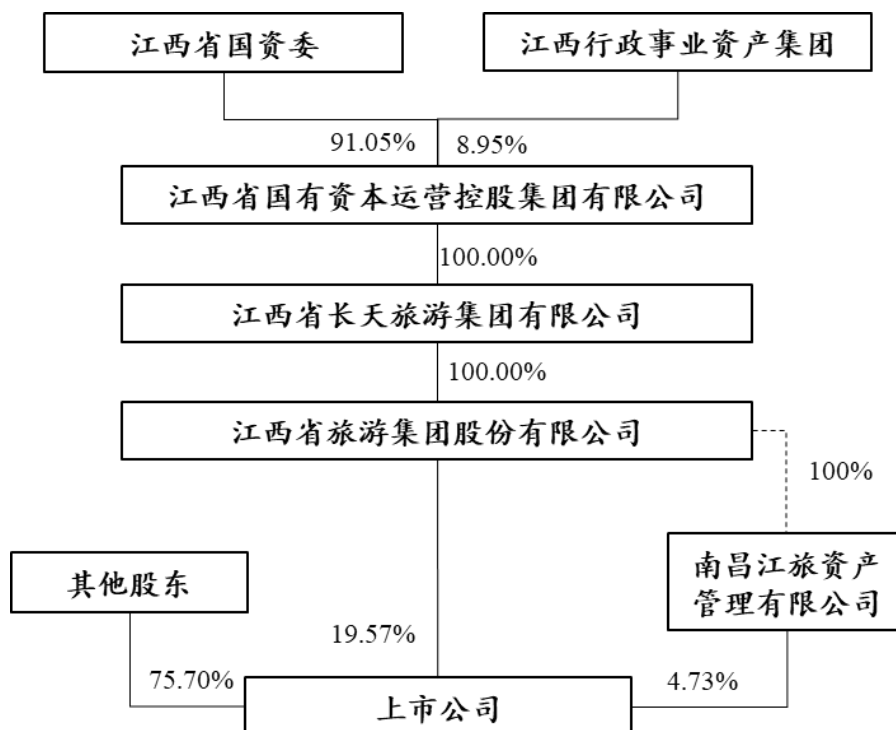 江西省国资委
江西行政事业资产集团
91.05%
8.95%
江西省国有资本运营控股集团有限公司
100.00%
江西省长天旅游集团有限公司
100.00%
江西省旅游集团股份有限公司
100%
其他股东
南昌江旅资产
管理有限公司
19.57%
75.70%
4.73%
上市公司